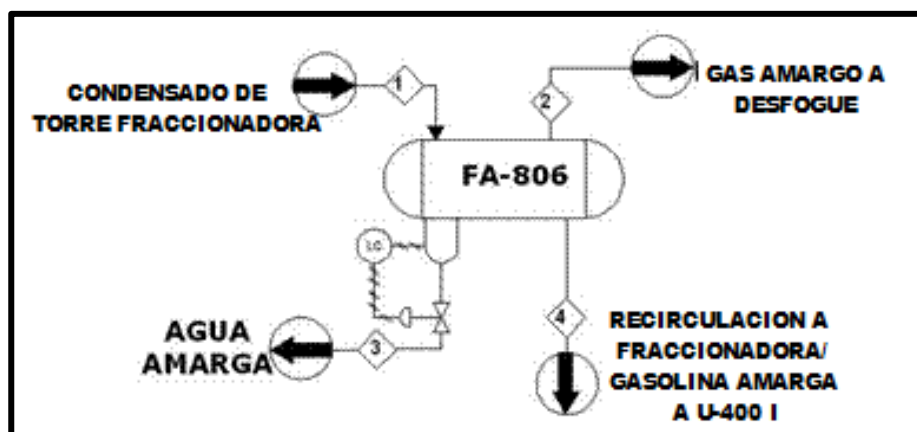 CONDENSADO DE
TORRE FRACCIONADORA
1
2
GAS AMARGO A
DESFOGUE
FA-806
L.C.
AGUA
AMARGA
3
4
RECIRCULACION A
FRACCIONADORA/
GASOLINA AMARGA
A U-400 I